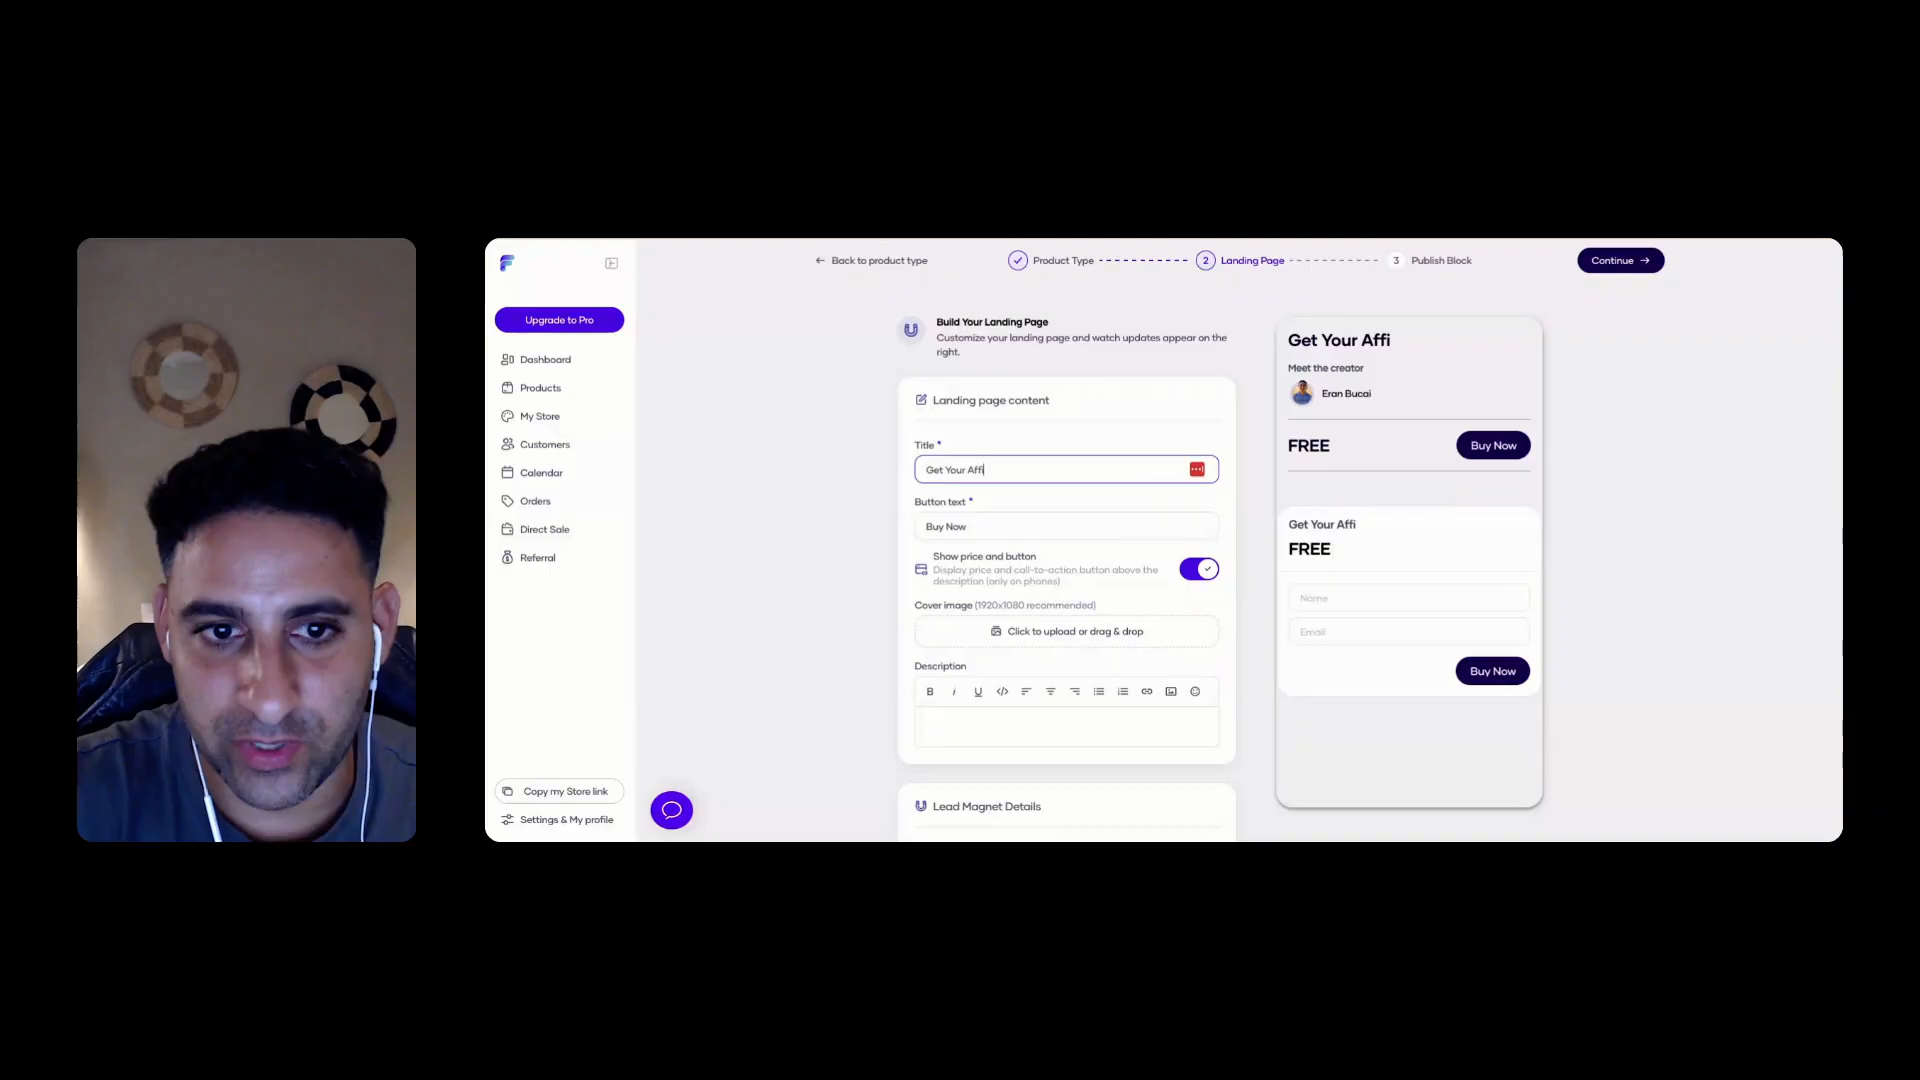 Upgrade to Pro
Dashboard
Products
My Store
Customers
Calendar
Orders
Direct Sale
Referral
Copy my Store link
Settings & My profile
Back to product type
Product Type
2 Landing Page
3 Publish Block
Continue
Build Your Landing Page
Customize your landing page and watch updates appear on the
right.
Landing page content
Title *
Get Your Affi
Button text *
Buy Now
Show price and button
Display price and call-to-action button above the
description (only on phones)
Cover image (1920x1080 recommended)
Click to upload or drag & drop
Description
B i U </>
Lead Magnet Details
Get Your Affi
Meet the creator
Eran Bucai
FREE
Buy Now
Get Your Affi
FREE
Name
Email
Buy Now